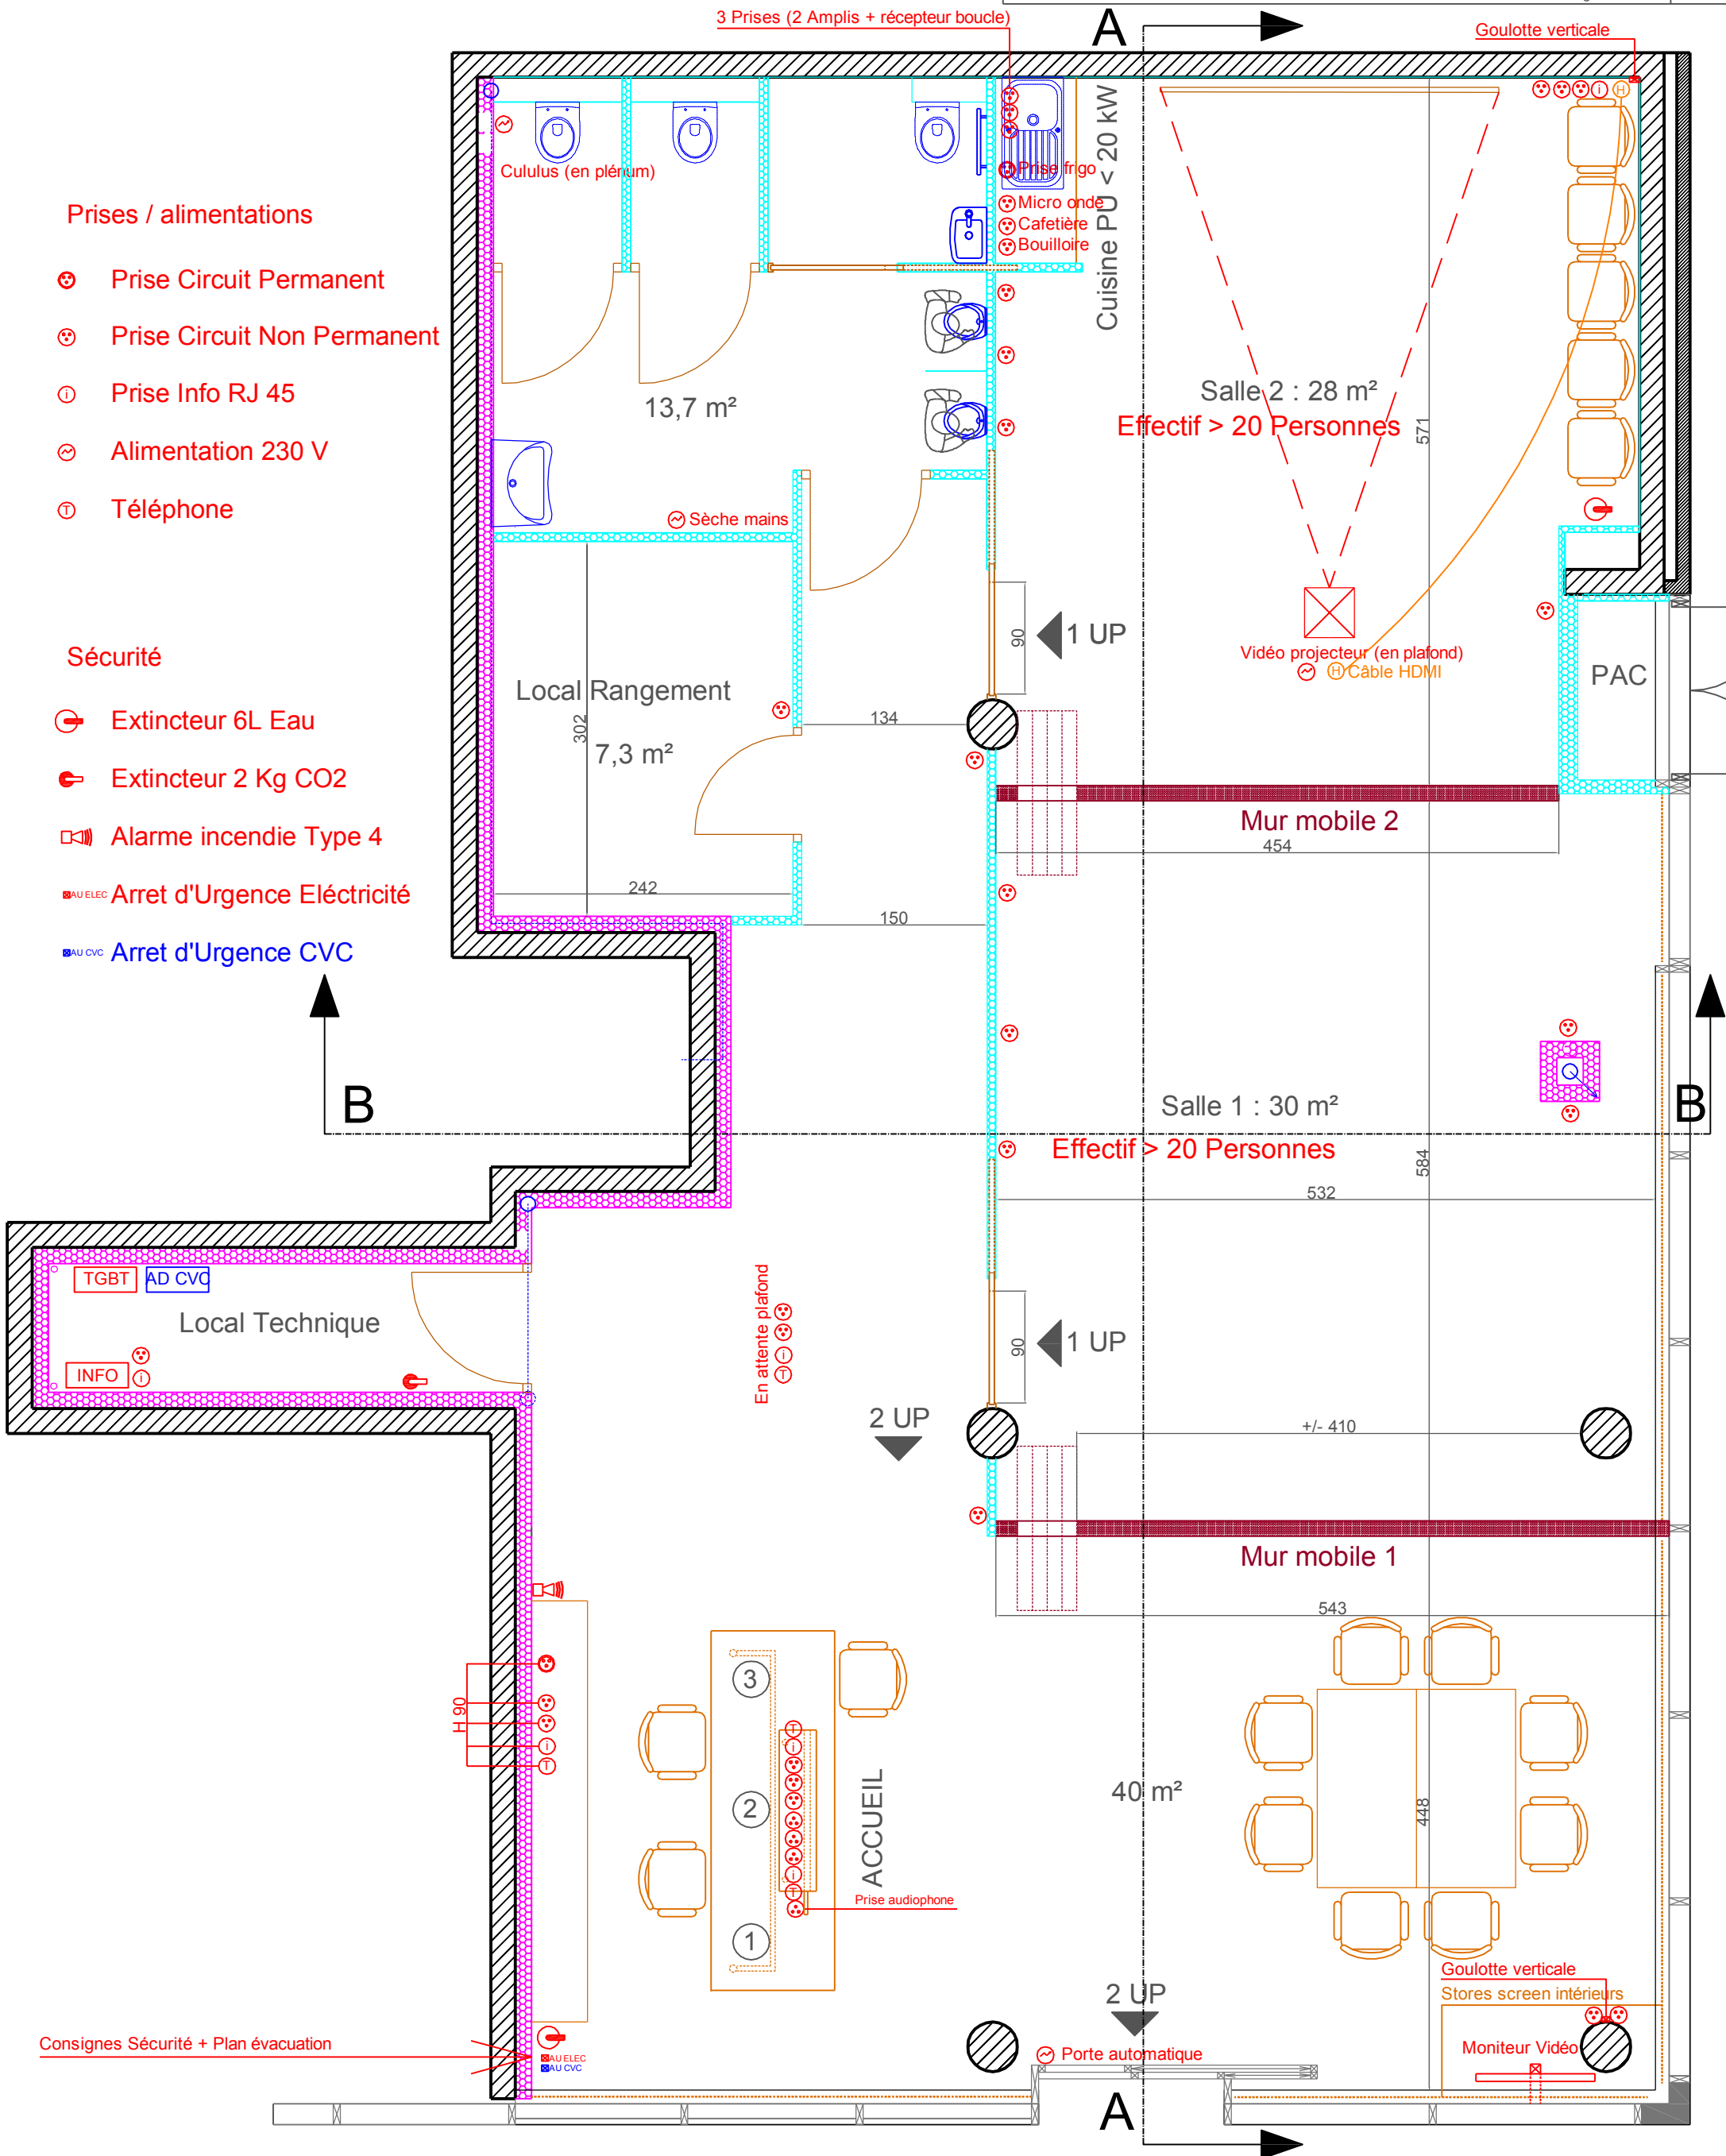 3 Prises (2 Amplis + récepteur boucle)
A
Goulotte verticale
H
Cululus (en plénum)
Prise frigo
Micro onde
Cafetière
Bouilloire
Cuisine PU < 20 kW
Prises / alimentations
Prise Circuit Permanent
Prise Circuit Non Permanent
i Prise Info RJ 45
Alimentation 230 V
T Téléphone
13,7 m²
Salle 2 : 28 m²
Effectif > 20 Personnes
571
Sèche mains
90
1 UP
Vidéo projecteur (en plafond)
H Câble HDMI
PAC
Sécurité
Extincteur 6L Eau
Extincteur 2 Kg CO2
Alarme incendie Type 4
AU ELEC Arret d'Urgence Eléctricité
AU CVC Arret d'Urgence CVC
Local Rangement
302
7,3 m²
134
Mur mobile 2
454
242
150
B
B
Salle 1 : 30 m²
Effectif > 20 Personnes
584
532
TGBT
AD CVC
Local Technique
INFO
i
En attente plafond
i
T
90
1 UP
2 UP
+/- 410
Mur mobile 1
543
H 90
i
T
3
2
1
T
i
i
T
ACCUEIL
Prise audiophone
40 m²
448
2 UP
Goulotte verticale
Stores screen intérieurs
Moniteur Vidéo
Porte automatique
Consignes Sécurité + Plan évacuation
AU ELEC
AU CVC
A